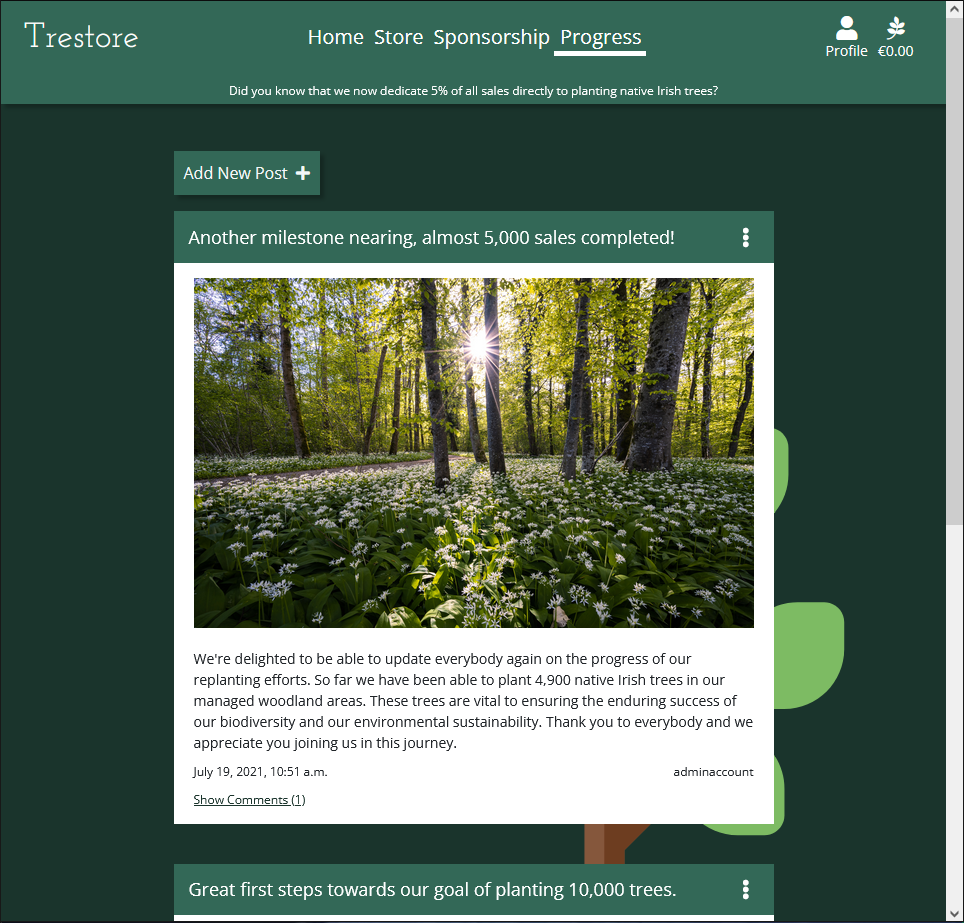 Trestore
Home Store Sponsorship Progress
Profile €0.00
Did you know that we now dedicate 5% of all sales directly to planting native Irish trees?
Add New Post
Another milestone nearing, almost 5,000 sales completed!
We're delighted to be able to update everybody again on the progress of our
replanting efforts. So far we have been able to plant 4,900 native Irish trees in our
managed woodland areas. These trees are vital to ensuring the enduring success of
our biodiversity and our environmental sustainability. Thank you to everybody and we
appreciate you joining us in this journey.
July 19, 2021, 10:51 a.m. adminaccount
Show Comments (1)
Great first steps towards our goal of planting 10,000 trees.